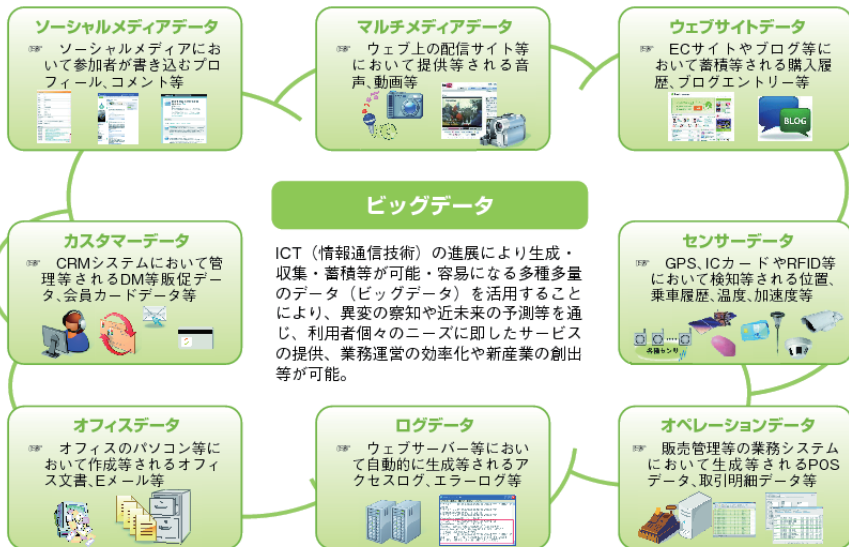 ソーシャルメディアデータ
☞ ソーシャルメディアにお
いて参加者が書き込むプロ
フィール、コメント等
マルチメディアデータ
☞ ウェブ上の配信サイト等
において提供等される音
声、動画等
ウェブサイトデータ
☞ ECサイトやブログ等に
おいて蓄積等される購入履
歴、ブログエントリー等
BLOG
ビッグデータ
ICT（情報通信技術）の進展により生成・
収集・蓄積等が可能・容易になる多種多量
のデータ（ビッグデータ）を活用すること
により、異変の察知や近未来の予測等を通
じ、利用者個々のニーズに即したサービス
の提供、業務運営の効率化や新産業の創出
等が可能。
カスタマーデータ
☞ CRMシステムにおいて管
理等されるDM等販促デー
タ、会員カードデータ等
センサーデータ
☞ GPS、ICカードやRFID等
において検知等される位置、
乗車履歴、温度、加速度等
各種センサ
オフィスデータ
☞ オフィスのパソコン等に
おいて作成等されるオフィ
ス文書、Eメール等
ログデータ
☞ ウェブサーバー等におい
て自動的に生成等されるア
クセスログ、エラーログ等
オペレーションデータ
☞ 販売管理等の業務システム
において生成等されるPOS
データ、取引明細データ等